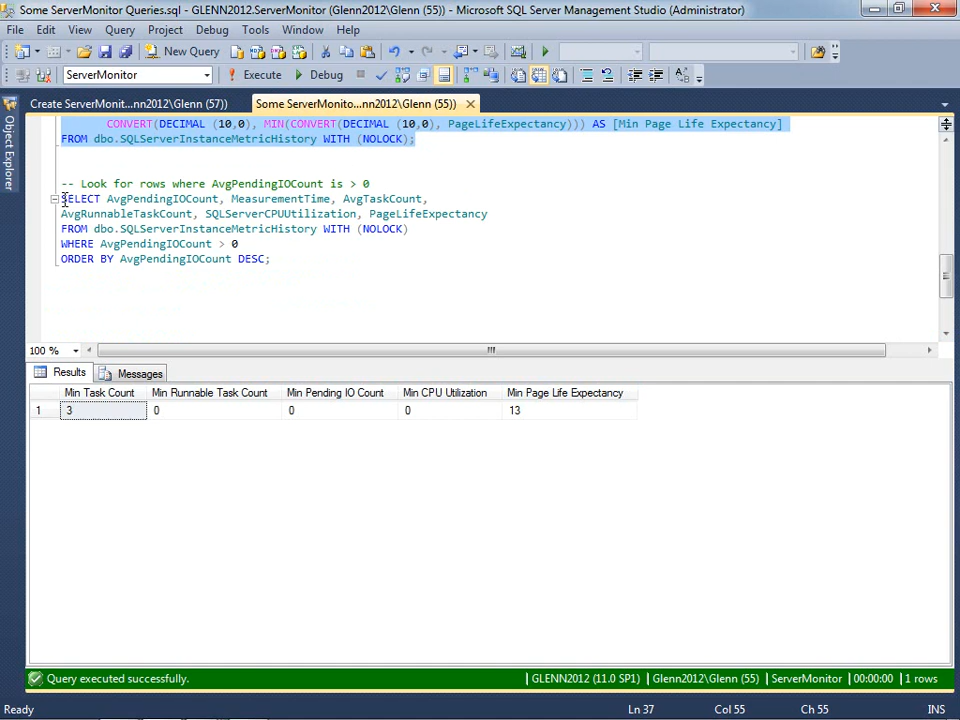 Some ServerMonitor Queries.sql - GLENN2012.ServerMonitor (Glenn2012\Glenn (55)) - Microsoft SQL Server Management Studio (Administrator)
File Edit View Query Project Debug Tools Window Help
New Query
ServerMonitor Execute Debug
Create ServerMonit...nn2012\Glenn (57)) Some ServerMonito...nn2012\Glenn (55))
Object Explorer
CONVERT(DECIMAL (10,0), MIN(CONVERT(DECIMAL (10,0), PageLifeExpectancy))) AS [Min Page Life Expectancy]
FROM dbo.SQLServerInstanceMetricHistory WITH (NOLOCK);
-- Look for rows where AvgPendingIOCount is > 0
SELECT AvgPendingIOCount, MeasurementTime, AvgTaskCount,
AvgRunnableTaskCount, SQLServerCPUUtilization, PageLifeExpectancy
FROM dbo.SQLServerInstanceMetricHistory WITH (NOLOCK)
WHERE AvgPendingIOCount > 0
ORDER BY AvgPendingIOCount DESC;
100 %
Results Messages
Min Task Count Min Runnable Task Count Min Pending IO Count Min CPU Utilization Min Page Life Expectancy
1 3 0 0 0 13
Query executed successfully. GLENN2012 (11.0 SP1) Glenn2012\Glenn (55) ServerMonitor 00:00:00 1 rows
Ready Ln 37 Col 55 Ch 55 INS